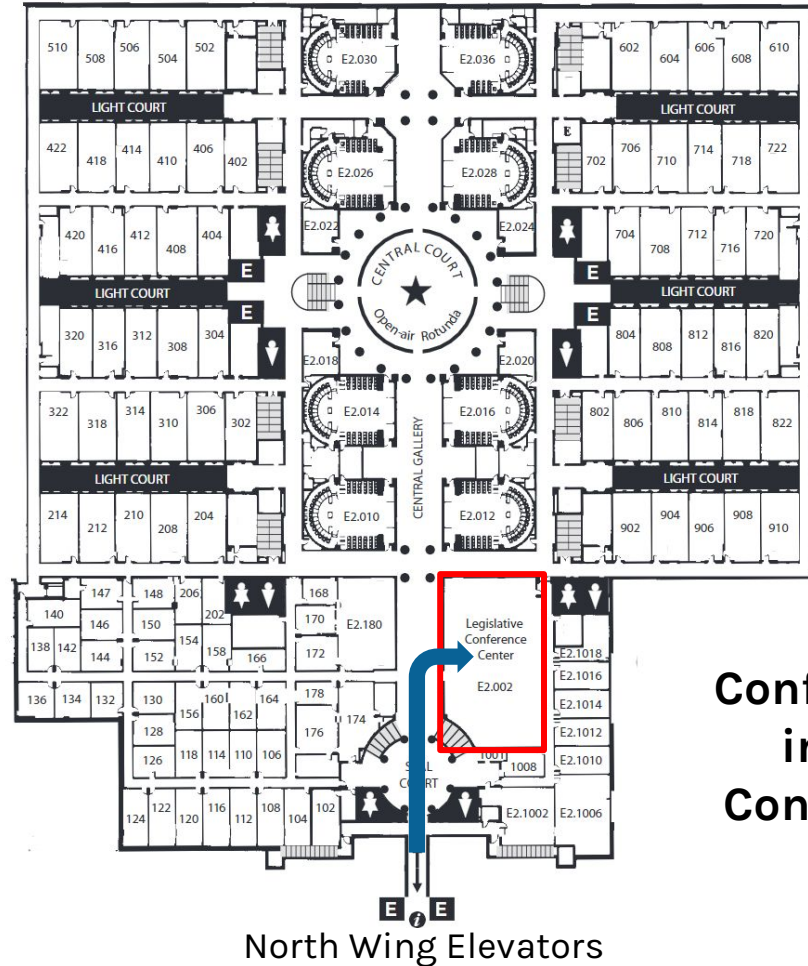 510 508 506 504 502 E2.030 E2.036 602 604 606 608 610
LIGHT COURT LIGHT COURT
422 418 414 410 406 402 E2.026 E2.028 E 702 706 710 714 718 722
420 416 412 408 404 E2.022 E2.024 704 708 712 716 720
E CENTRAL COURT E
LIGHT COURT LIGHT COURT
E Open-air Rotunda E
320 316 312 308 304 E2.018 E2.020 804 808 812 816 820
322 318 314 310 306 302 E2.014 E2.016 802 806 810 814 818 822
CENTRAL GALLERY
LIGHT COURT LIGHT COURT
214 212 210 208 204 E2.010 E2.012 902 904 906 908 910
147 148 206 168
140 146 150 202 170 E2.180
Legislative
Conference
Center
E2.002
138 142 144 152 154 158 166 172 E2.1018
136 134 132 130 160 164 178 E2.1016
156 162 174 E2.1014
128 176 E2.1012
126 118 114 110 106 1001 1008 E2.1010
COURT
124 122 120 116 112 108 104 102 E2.1002 E2.1006
E i E
North Wing Elevators